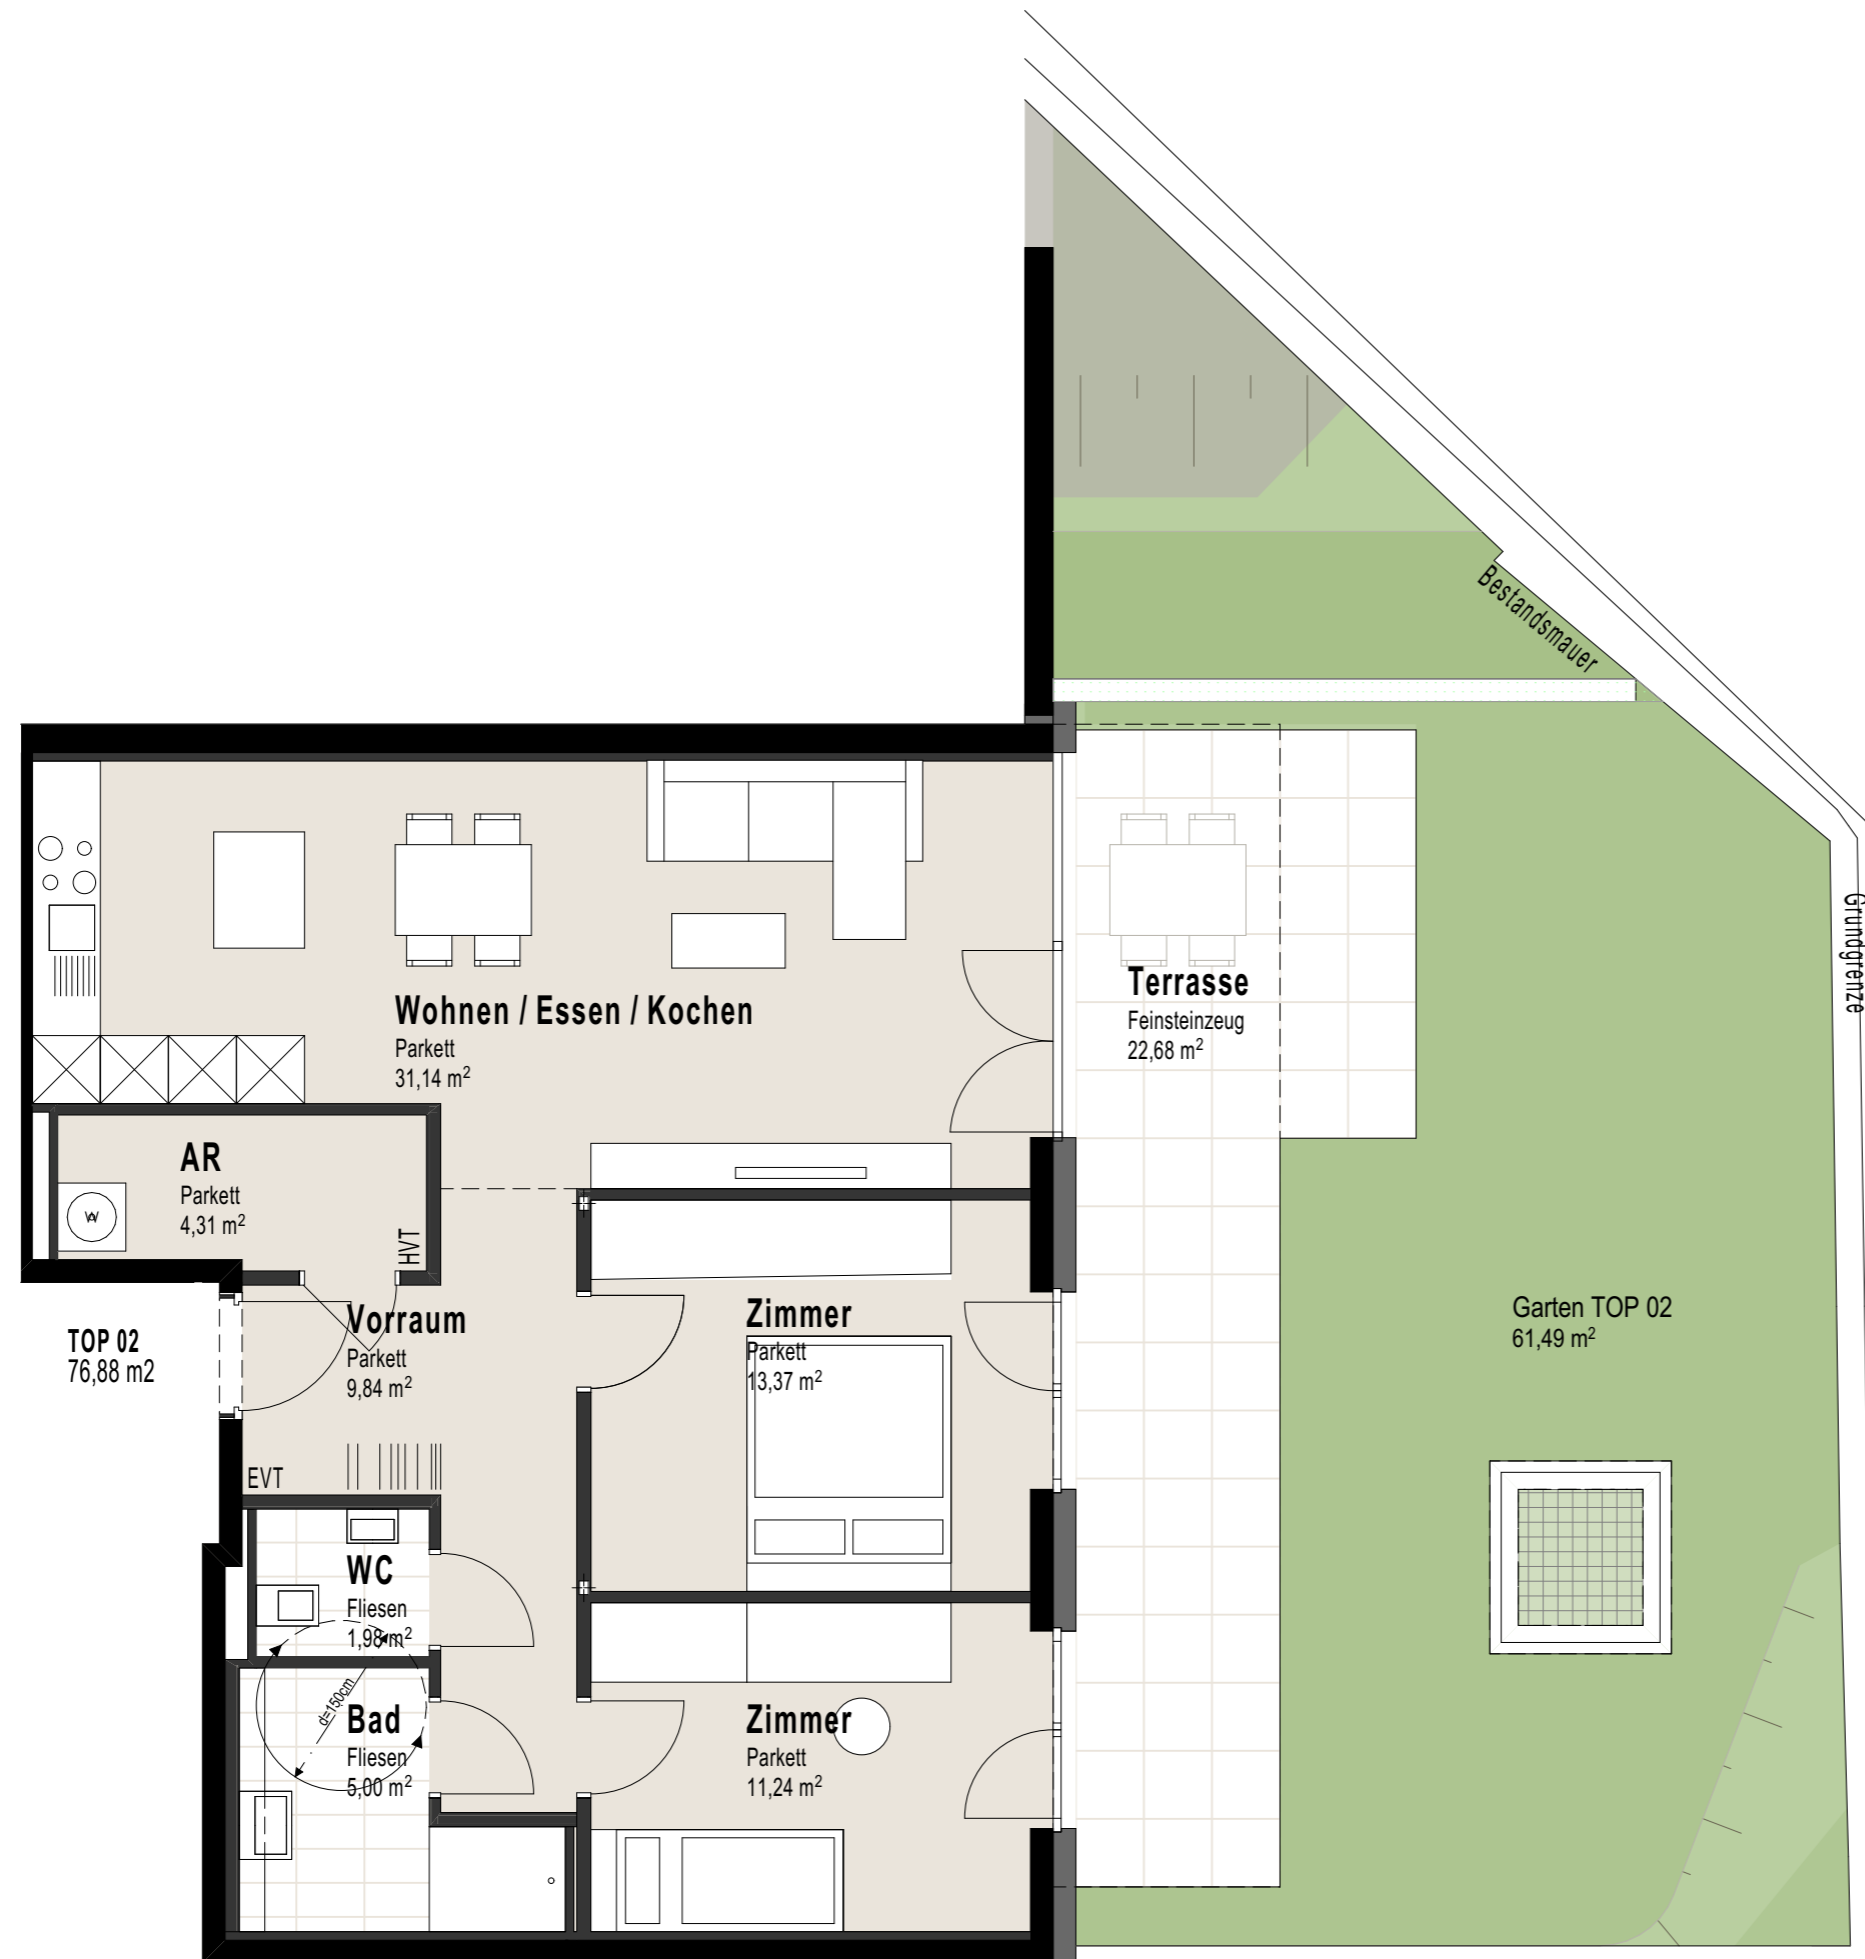 Bestandsmauer
Grundgrenze
Wohnen / Essen / Kochen
Parkett
31,14 m²
Terrasse
Feinsteinzeug
22,68 m²
AR
Parkett
4,31 m²
W
HVT
TOP 02
76,88 m2
Vorraum
Parkett
9,84 m²
EVT
Zimmer
Parkett
13,37 m²
Garten TOP 02
61,49 m²
WC
Fliesen
1,98 m²
d=150cm
Bad
Fliesen
5,00 m²
Zimmer
Parkett
11,24 m²